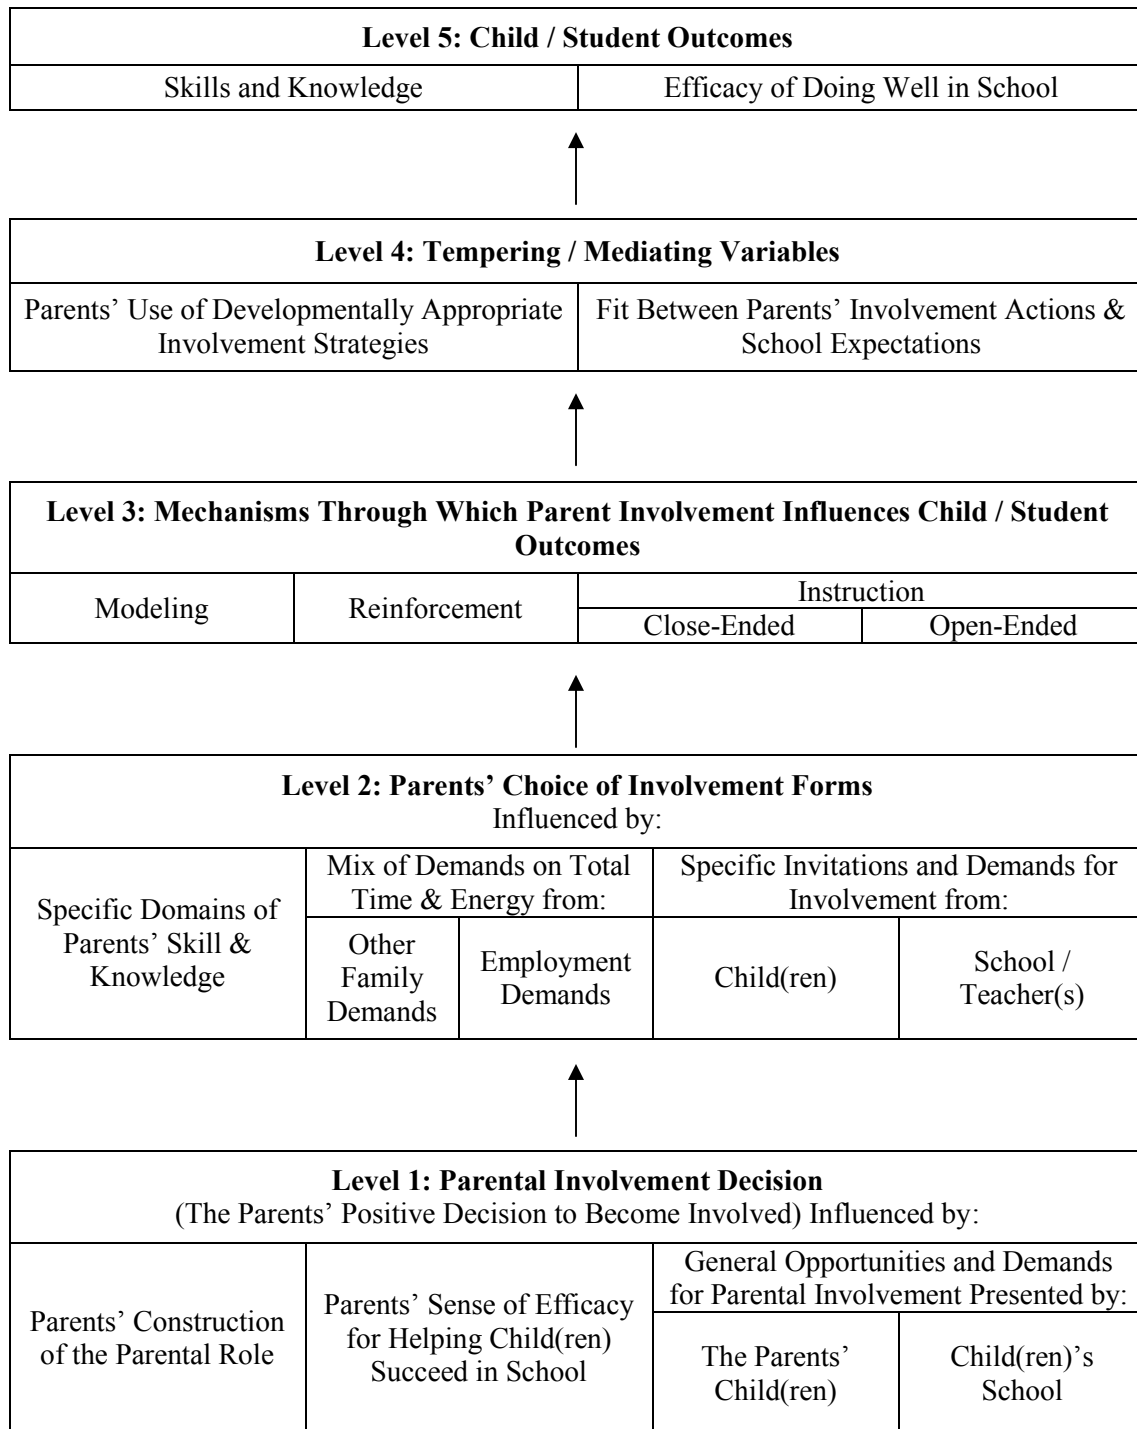 Level 5: Child / Student Outcomes
Skills and Knowledge
Efficacy of Doing Well in School
Level 4: Tempering / Mediating Variables
Parents’ Use of Developmentally Appropriate
Involvement Strategies
Fit Between Parents’ Involvement Actions &
School Expectations
Level 3: Mechanisms Through Which Parent Involvement Influences Child / Student
Outcomes
Modeling
Reinforcement
Instruction
Close-Ended
Open-Ended
Level 2: Parents’ Choice of Involvement Forms
Influenced by:
Specific Domains of
Parents’ Skill &
Knowledge
Mix of Demands on Total
Time & Energy from:
Other
Family
Demands
Employment
Demands
Specific Invitations and Demands for
Involvement from:
Child(ren)
School /
Teacher(s)
Level 1: Parental Involvement Decision
(The Parents’ Positive Decision to Become Involved) Influenced by:
Parents’ Construction
of the Parental Role
Parents’ Sense of Efficacy
for Helping Child(ren)
Succeed in School
General Opportunities and Demands
for Parental Involvement Presented by:
The Parents’
Child(ren)
Child(ren)’s
School